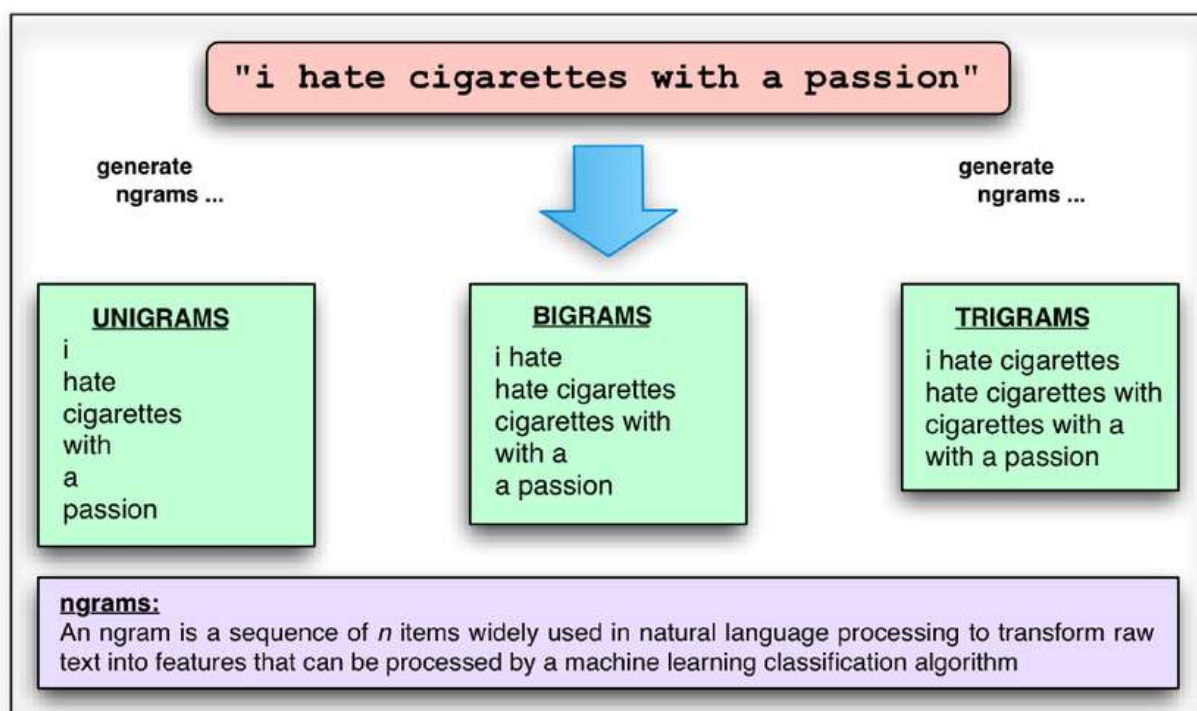 "i hate cigarettes with a passion"
generate
ngrams ...
generate
ngrams ...
UNIGRAMS
i
hate
cigarettes
with
a
passion
BIGRAMS
i hate
hate cigarettes
cigarettes with
with a
a passion
TRIGRAMS
i hate cigarettes
hate cigarettes with
cigarettes with a
with a passion
ngrams:
An ngram is a sequence of n items widely used in natural language processing to transform raw
text into features that can be processed by a machine learning classification algorithm